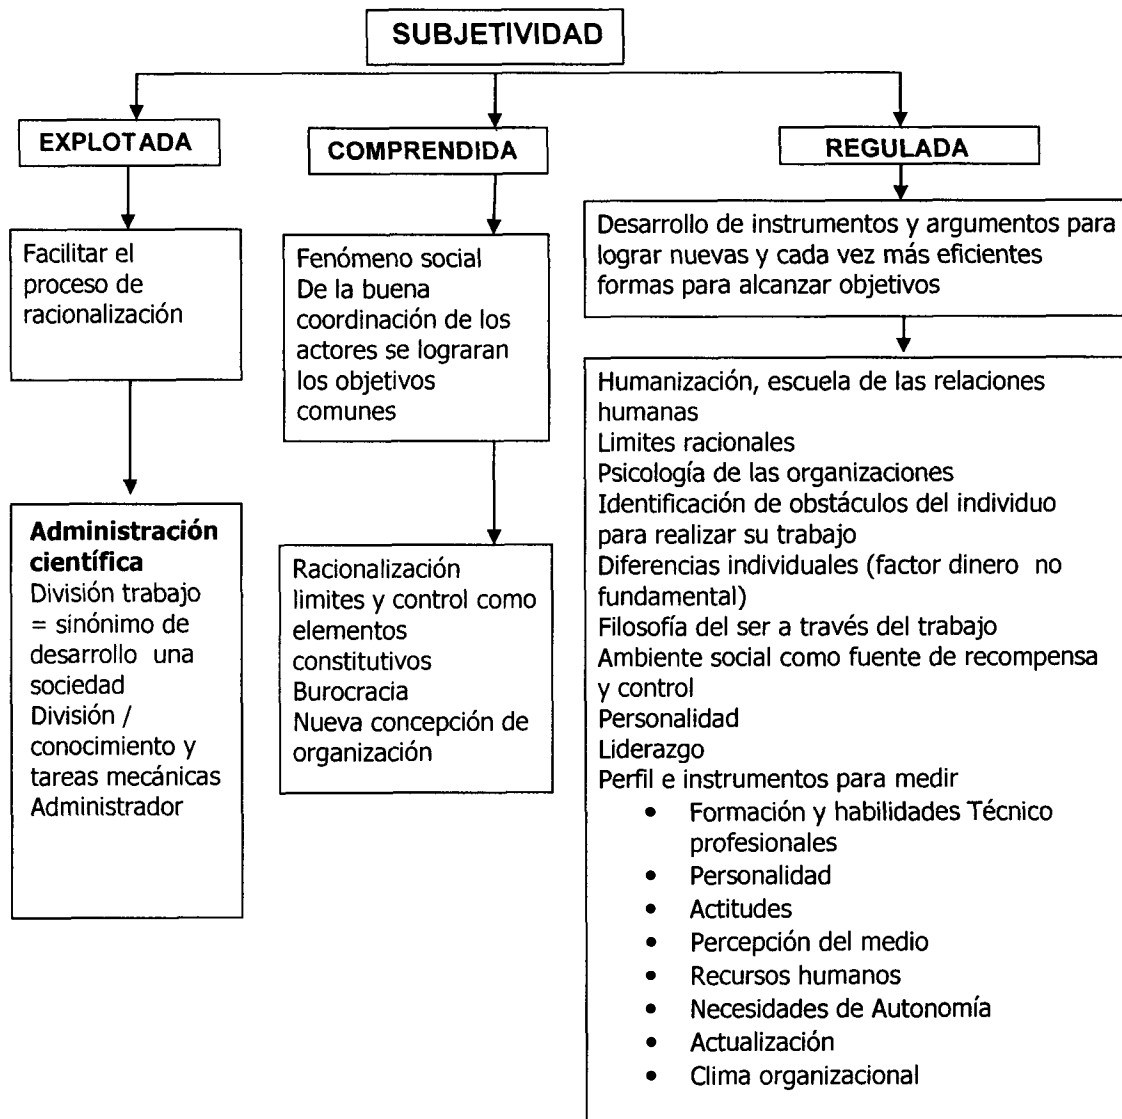 SUBJETIVIDAD
EXPLOTADA
Facilitar el
proceso de
racionalización
Administración
científica
División trabajo
= sinónimo de
desarrollo una
sociedad
División /
conocimiento y
tareas mecánicas
Administrador
COMPRENDIDA
Fenómeno social
De la buena
coordinación de los
actores se lograran
los objetivos
comunes
Racionalización
limites y control como
elementos
constitutivos
Burocracia
Nueva concepción de
organización
REGULADA
Desarrollo de instrumentos y argumentos para
lograr nuevas y cada vez más eficientes
formas para alcanzar objetivos
Humanización, escuela de las relaciones
humanas
Limites racionales
Psicología de las organizaciones
Identificación de obstáculos del individuo
para realizar su trabajo
Diferencias individuales (factor dinero no
fundamental)
Filosofía del ser a través del trabajo
Ambiente social como fuente de recompensa
y control
Personalidad
Liderazgo
Perfil e instrumentos para medir
• Formación y habilidades Técnico
profesionales
• Personalidad
• Actitudes
• Percepción del medio
• Recursos humanos
• Necesidades de Autonomía
• Actualización
• Clima organizacional